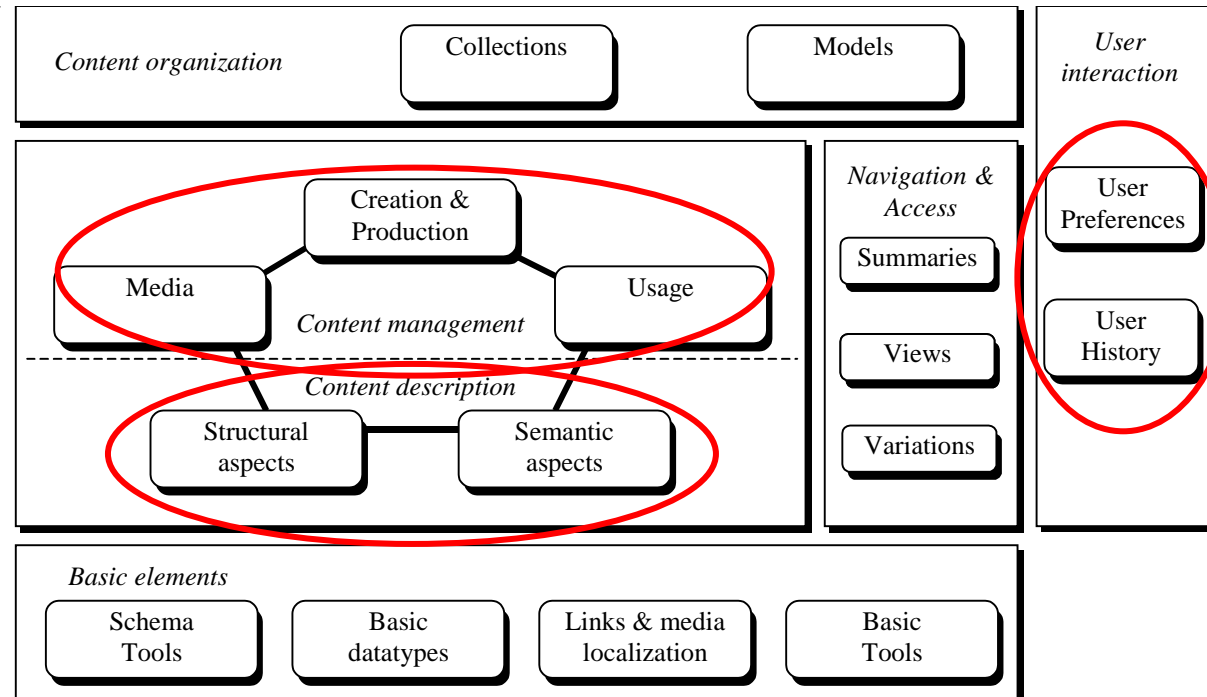 Content organization
Collections
Models
User
interaction
Creation &
Production
Media
Usage
Content management
Content description
Structural
aspects
Semantic
aspects
Navigation &
Access
Summaries
Views
Variations
User
Preferences
User
History
Basic elements
Schema
Tools
Basic
datatypes
Links & media
localization
Basic
Tools